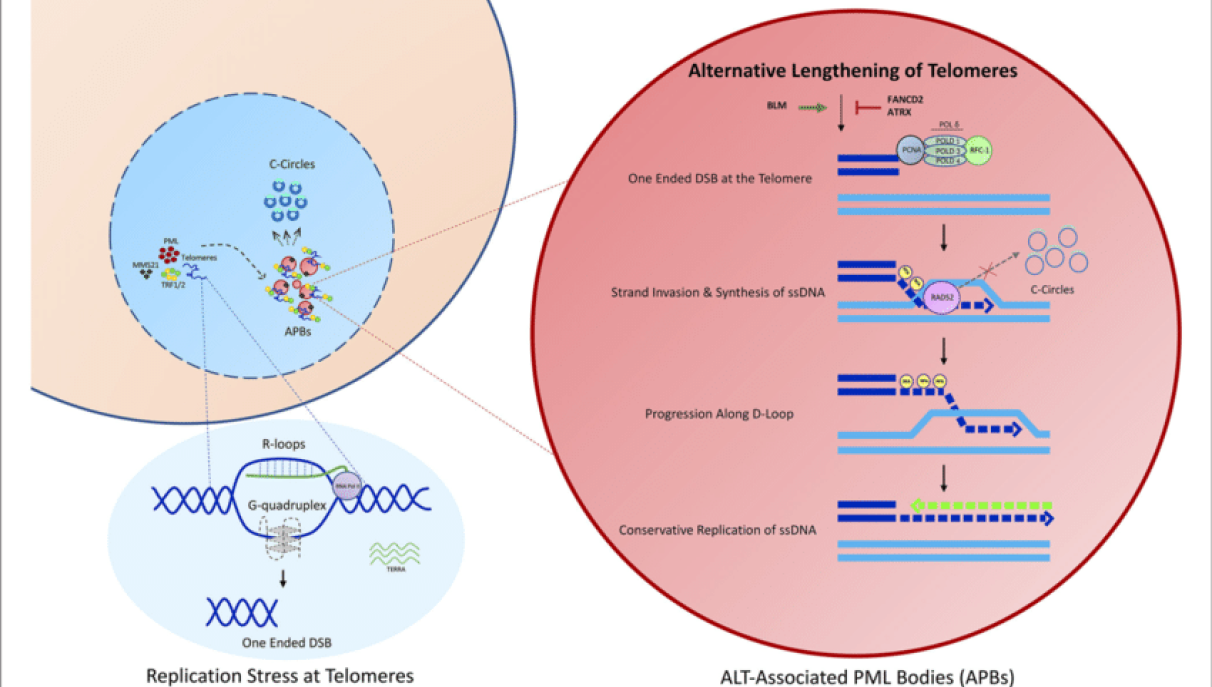 C-Circles
PML
MMS21
Telomeres
TRF1/2
APBs
R-loops
RNA Pol II
G-quadruplex
TERRA
One Ended DSB
Replication Stress at Telomeres
Alternative Lengthening of Telomeres
BLM
FANCD2
ATRX
POL δ
PCNA
POLD 1
POLD 3
POLD 4
RFC-1
One Ended DSB at the Telomere
Strand Invasion & Synthesis of ssDNA
RAD52
C-Circles
Progression Along D-Loop
Conservative Replication of ssDNA
ALT-Associated PML Bodies (APBs)